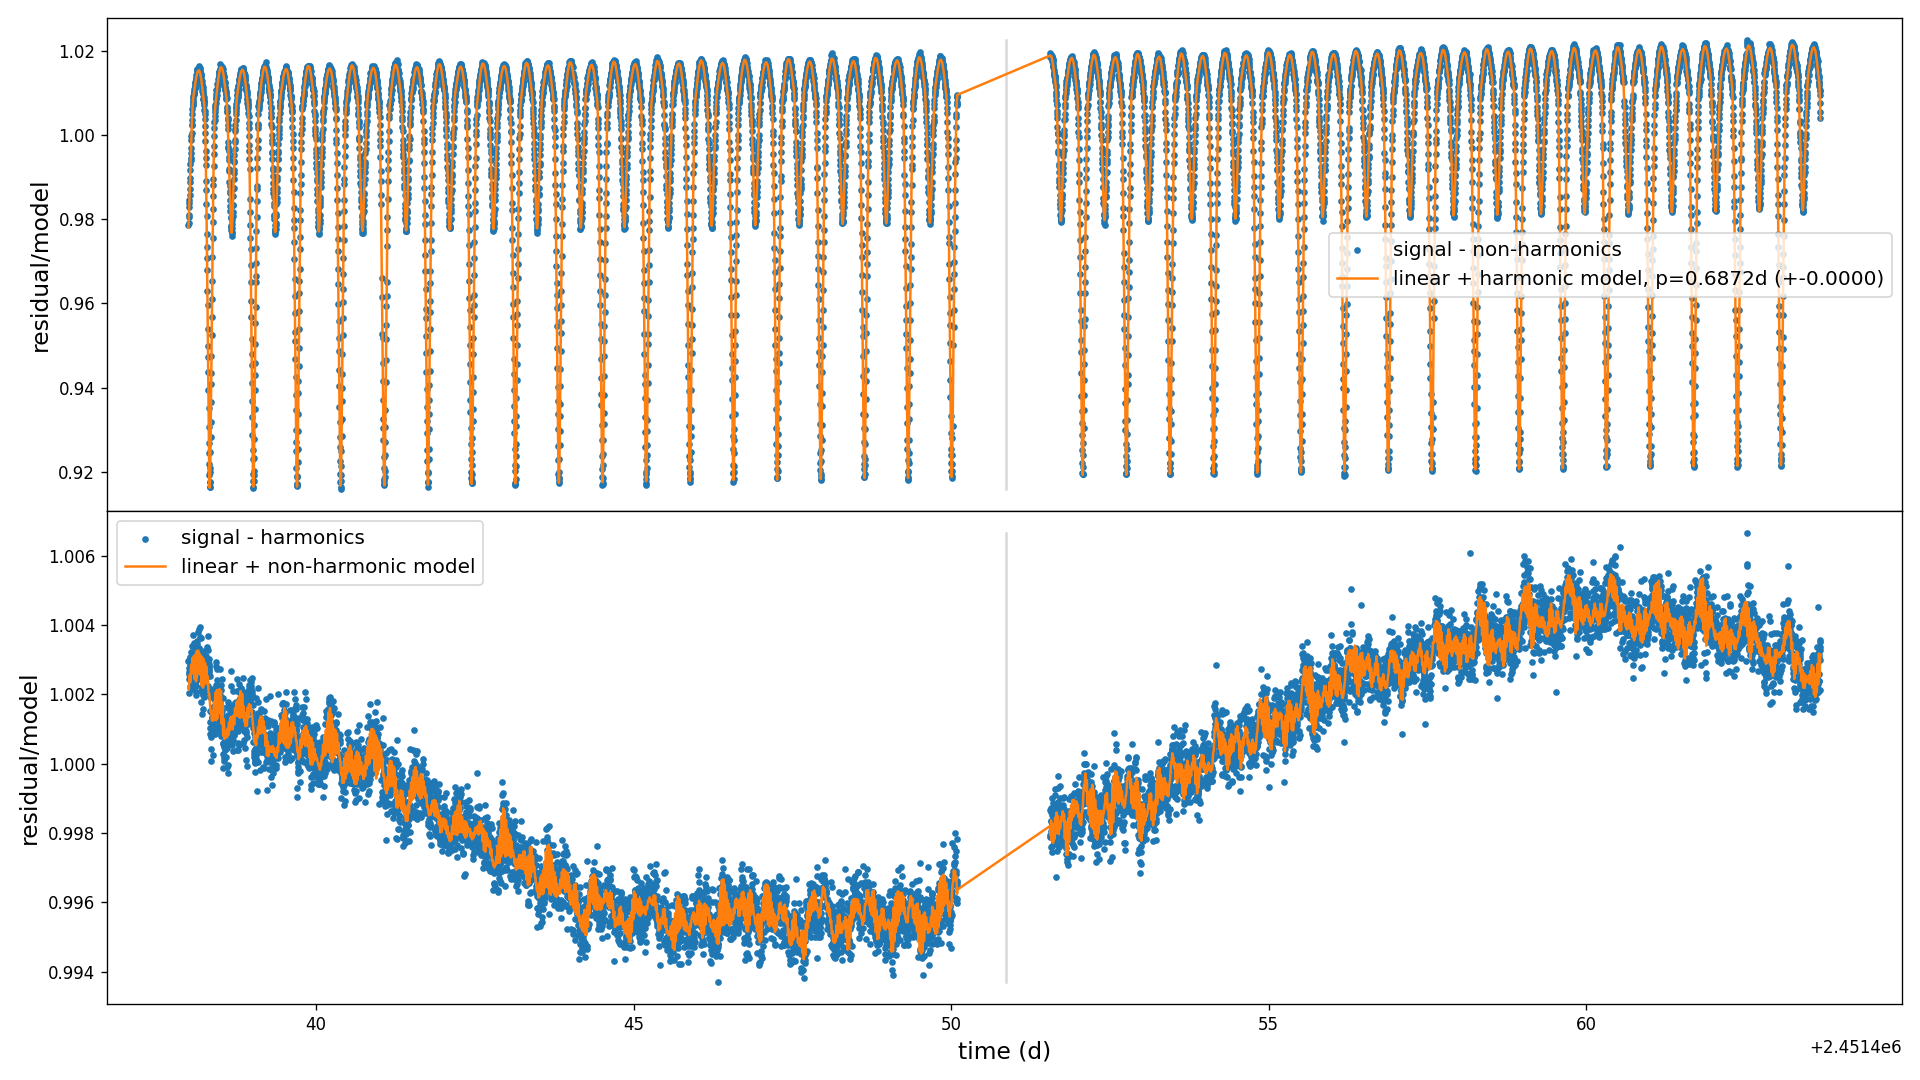 1.02
1.00
0.98
0.96
0.94
0.92
residual/model
signal - non-harmonics
linear + harmonic model, p=0.6872d (+-0.0000)
signal - harmonics
linear + non-harmonic model
1.006
1.004
1.002
1.000
0.998
0.996
0.994
residual/model
40
45
50
55
60
time (d)
+2.4514e6